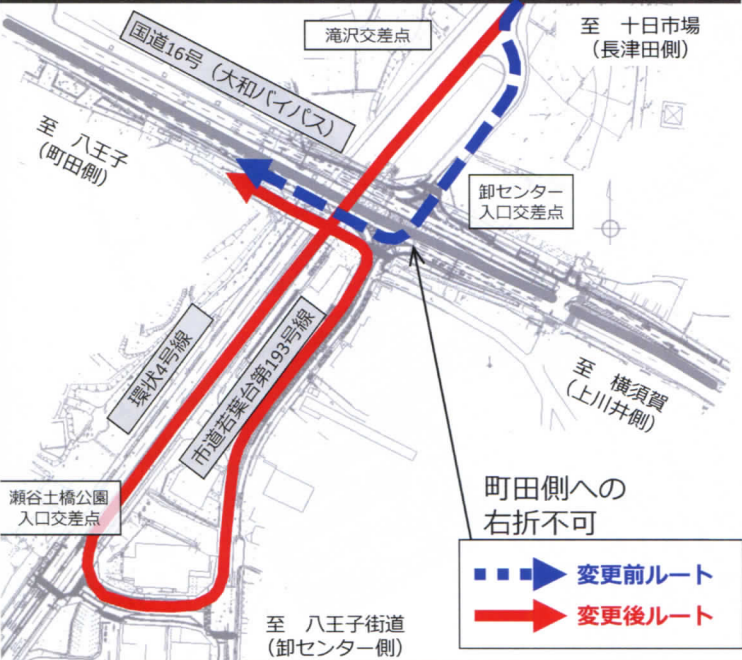 国道16号（大和バイパス）
滝沢交差点
至　十日市場
（長津田側）
至　八王子
（町田側）
卸センター
入口交差点
環状4号線
市道若葉台第193号線
至　横須賀
（上川井側）
瀬谷土橋公園
入口交差点
町田側への
右折不可
変更前ルート
変更後ルート
至　八王子街道
（卸センター側）